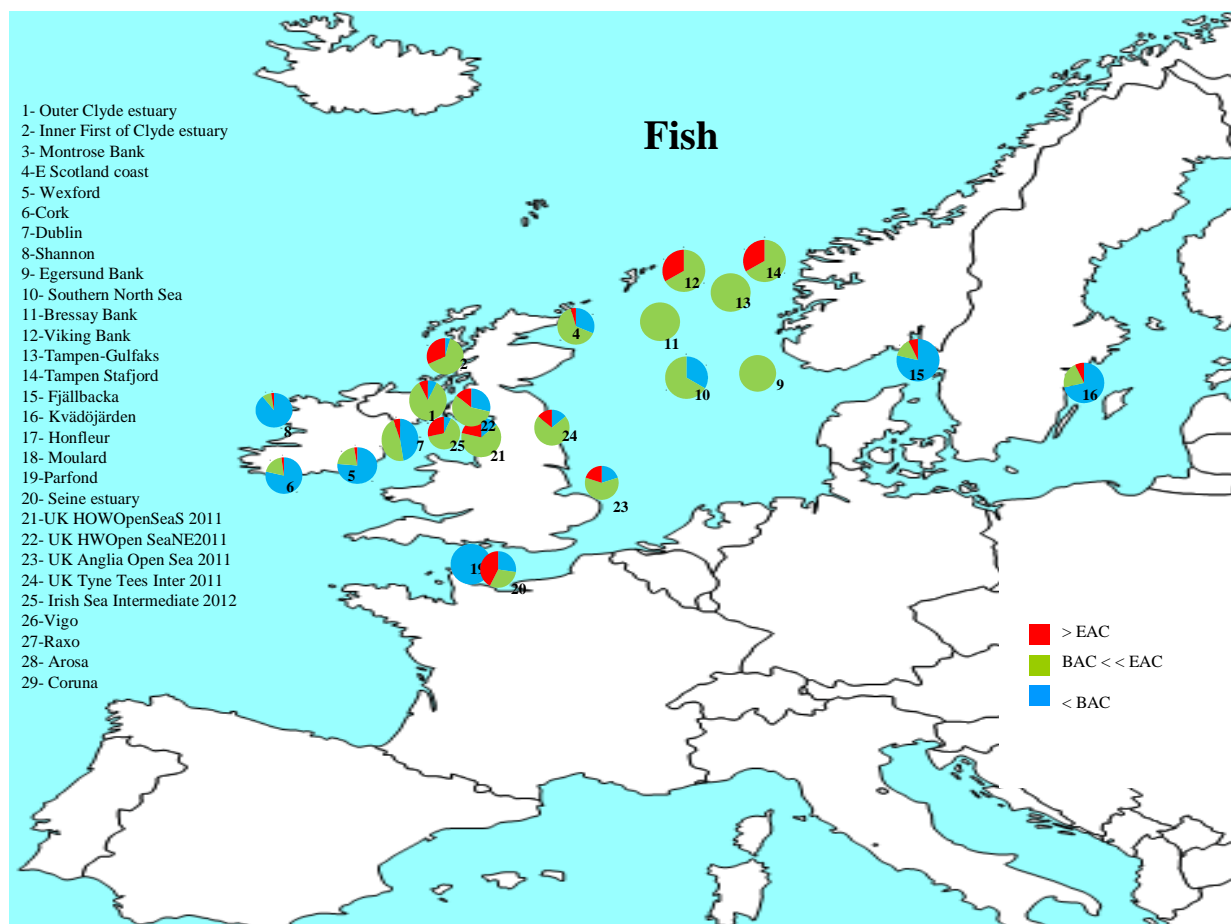 Fish
1- Outer Clyde estuary
2- Inner First of Clyde estuary
3- Montrose Bank
4-E Scotland coast
5- Wexford
6-Cork
7-Dublin
8-Shannon
9- Egersund Bank
10- Southern North Sea
11-Bressay Bank
12-Viking Bank
13-Tampen-Gulfaks
14-Tampen Stafjord
15- Fjällbacka
16- Kvädöjärden
17- Honfleur
18- Moulard
19-Parfond
20- Seine estuary
21-UK HOWOpenSeaS 2011
22- UK HWOpen SeaNE2011
23- UK Anglia Open Sea 2011
24- UK Tyne Tees Inter 2011
25- Irish Sea Intermediate 2012
26-Vigo
27-Raxo
28- Arosa
29- Coruna
12
14
13
11
4
2
9
10
15
16
1
22
8
24
7
25
21
5
6
23
19
20
> EAC
BAC < < EAC
< BAC